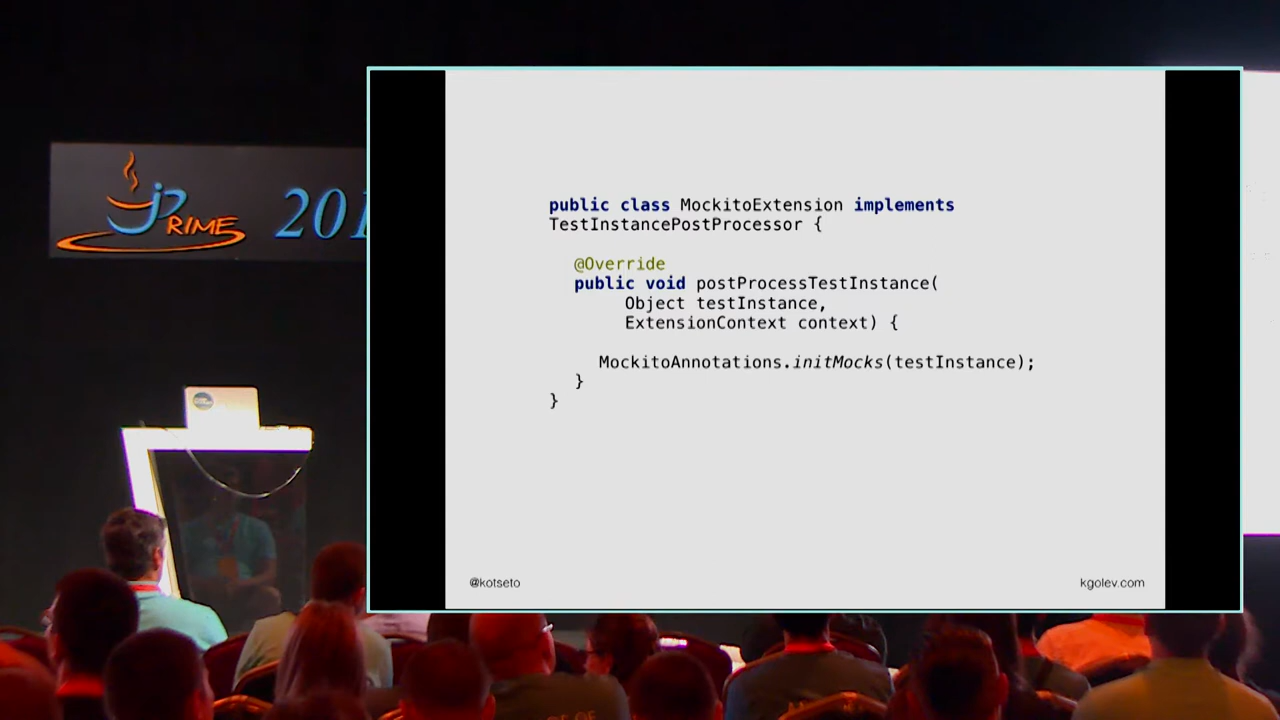 jPRIME 201
public class MockitoExtension implements
TestInstancePostProcessor {
@Override
public void postProcessTestInstance(
Object testInstance,
ExtensionContext context) {
MockitoAnnotations.initMocks(testInstance);
}
}
@kotseto
kgolev.com